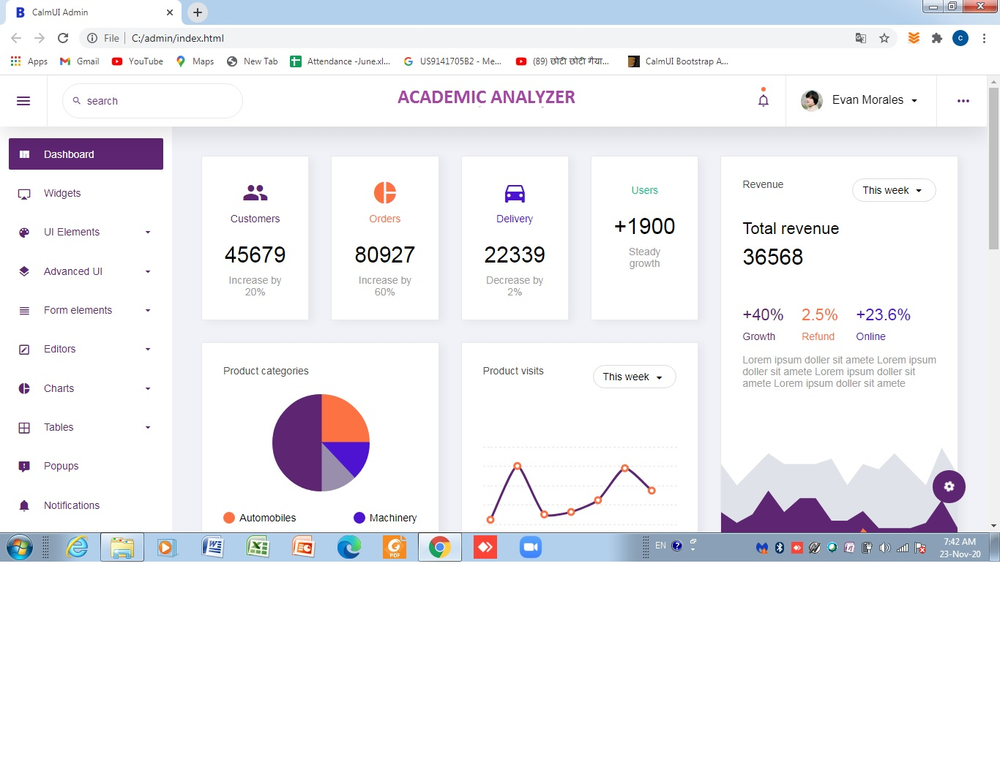 CalmUI Admin
File
C:/admin/index.html
c
Apps
Gmail
YouTube
Maps
New Tab
Attendance -June.xl...
US9141705B2 - Me...
(89) छोटी छोटी गैया...
CalmUI Bootstrap A...
search
ACADEMIC ANALYZER
Evan Morales
Dashboard
Widgets
UI Elements
Advanced UI
Form elements
Editors
Charts
Tables
Popups
Notifications
Customers
45679
Increase by
20%
Orders
80927
Increase by
60%
Delivery
22339
Decrease by
2%
Users
+1900
Steady
growth
Revenue
This week
Total revenue
36568
+40%
Growth
2.5%
Refund
+23.6%
Online
Lorem ipsum doller sit amete Lorem ipsum
doller sit amete Lorem ipsum doller sit
amete Lorem ipsum doller sit amete
Product categories
Automobiles
Machinery
Product visits
This week
PDF
EN
7:42 AM
23-Nov-20